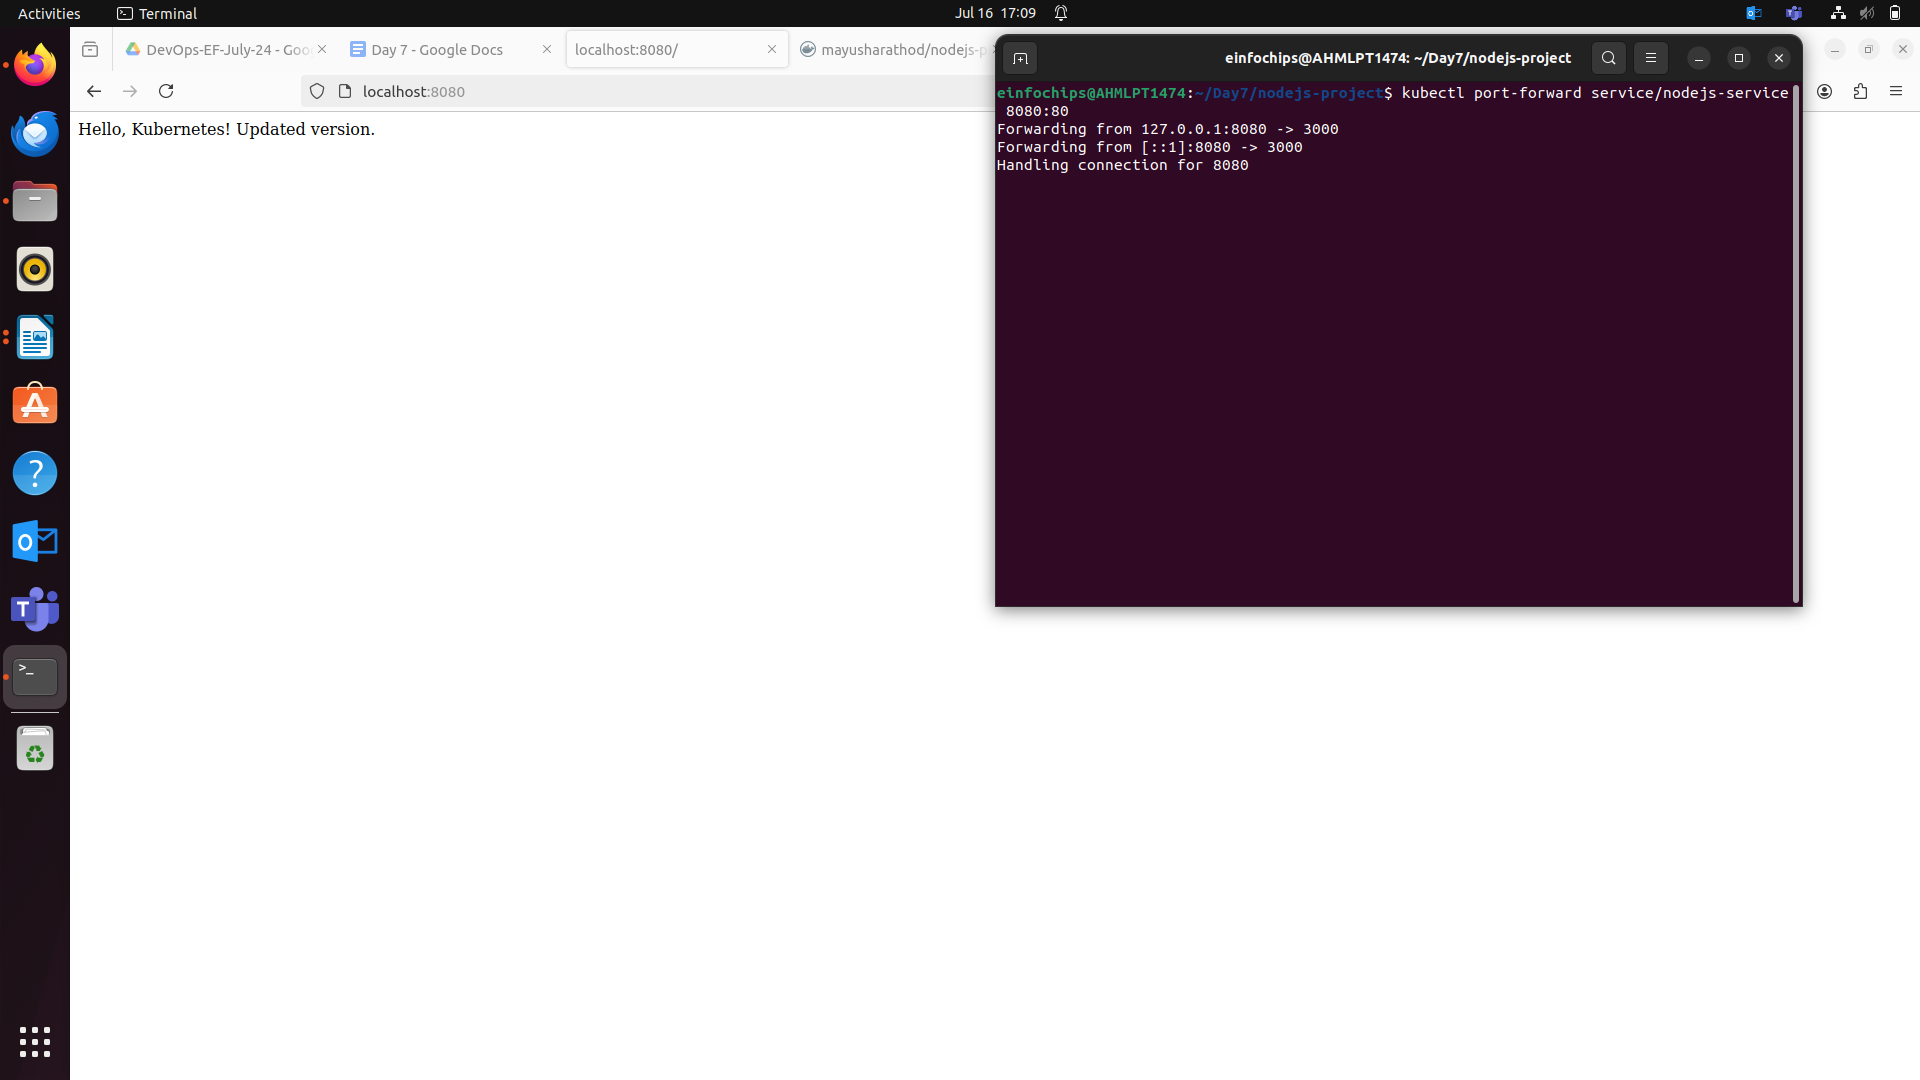 Activities
Terminal
Jul 16 17:09
DevOps-EF-July-24 - Goo
Day 7 - Google Docs
localhost:8080/
mayusharathod/nodejs-p
localhost:8080
Hello, Kubernetes! Updated version.
einfochips@AHMLPT1474: ~/Day7/nodejs-project
einfochips@AHMLPT1474:~/Day7/nodejs-project$ kubectl port-forward service/nodejs-service
8080:80
Forwarding from 127.0.0.1:8080 -> 3000
Forwarding from [::1]:8080 -> 3000
Handling connection for 8080